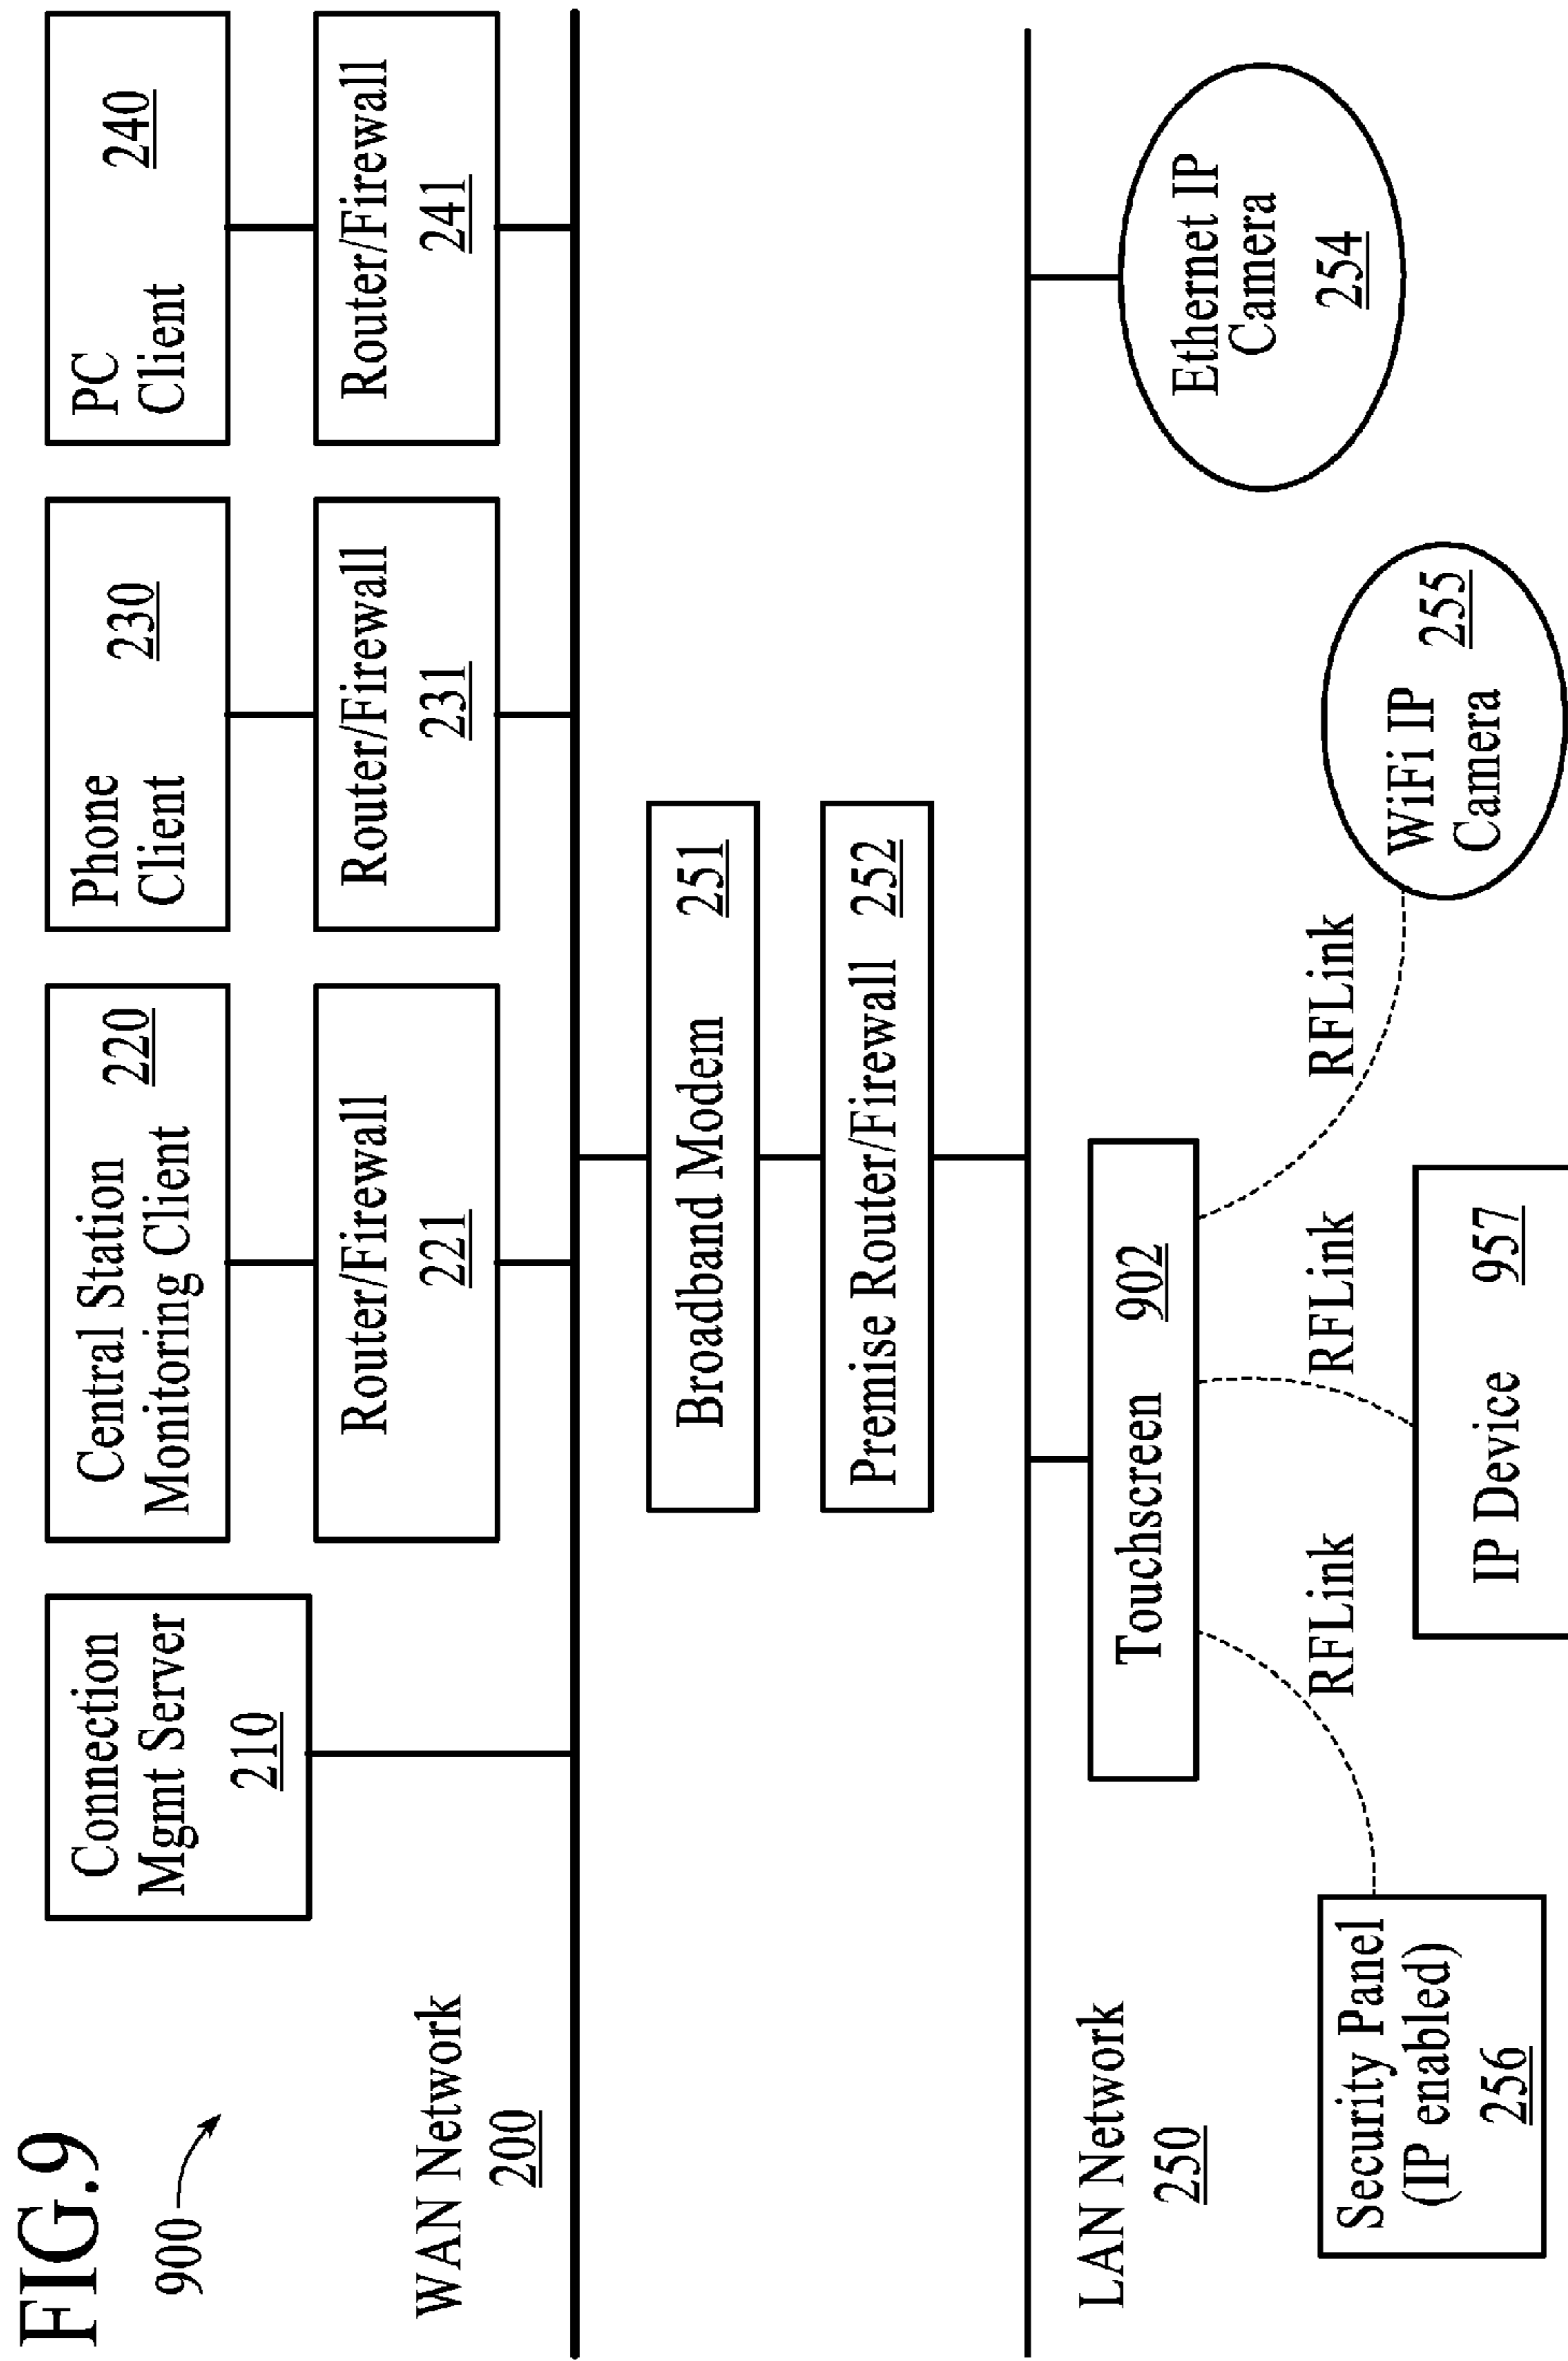 FIG.9
900
Connection
Mgmt Server
210
Central Station
Monitoring Client
220
Phone
Client
230
PC
Client
240
Router/Firewall
221
Router/Firewall
231
Router/Firewall
241
WAN Network
200
Broadband Modem 251
Premise Router/Firewall 252
LAN Network
250
Touchscreen 902
Ethernet IP
Camera
254
RFLink
RFLink
RFLink
Security Panel
(IP enabled)
256
IP Device 957
WiFi IP
Camera
255